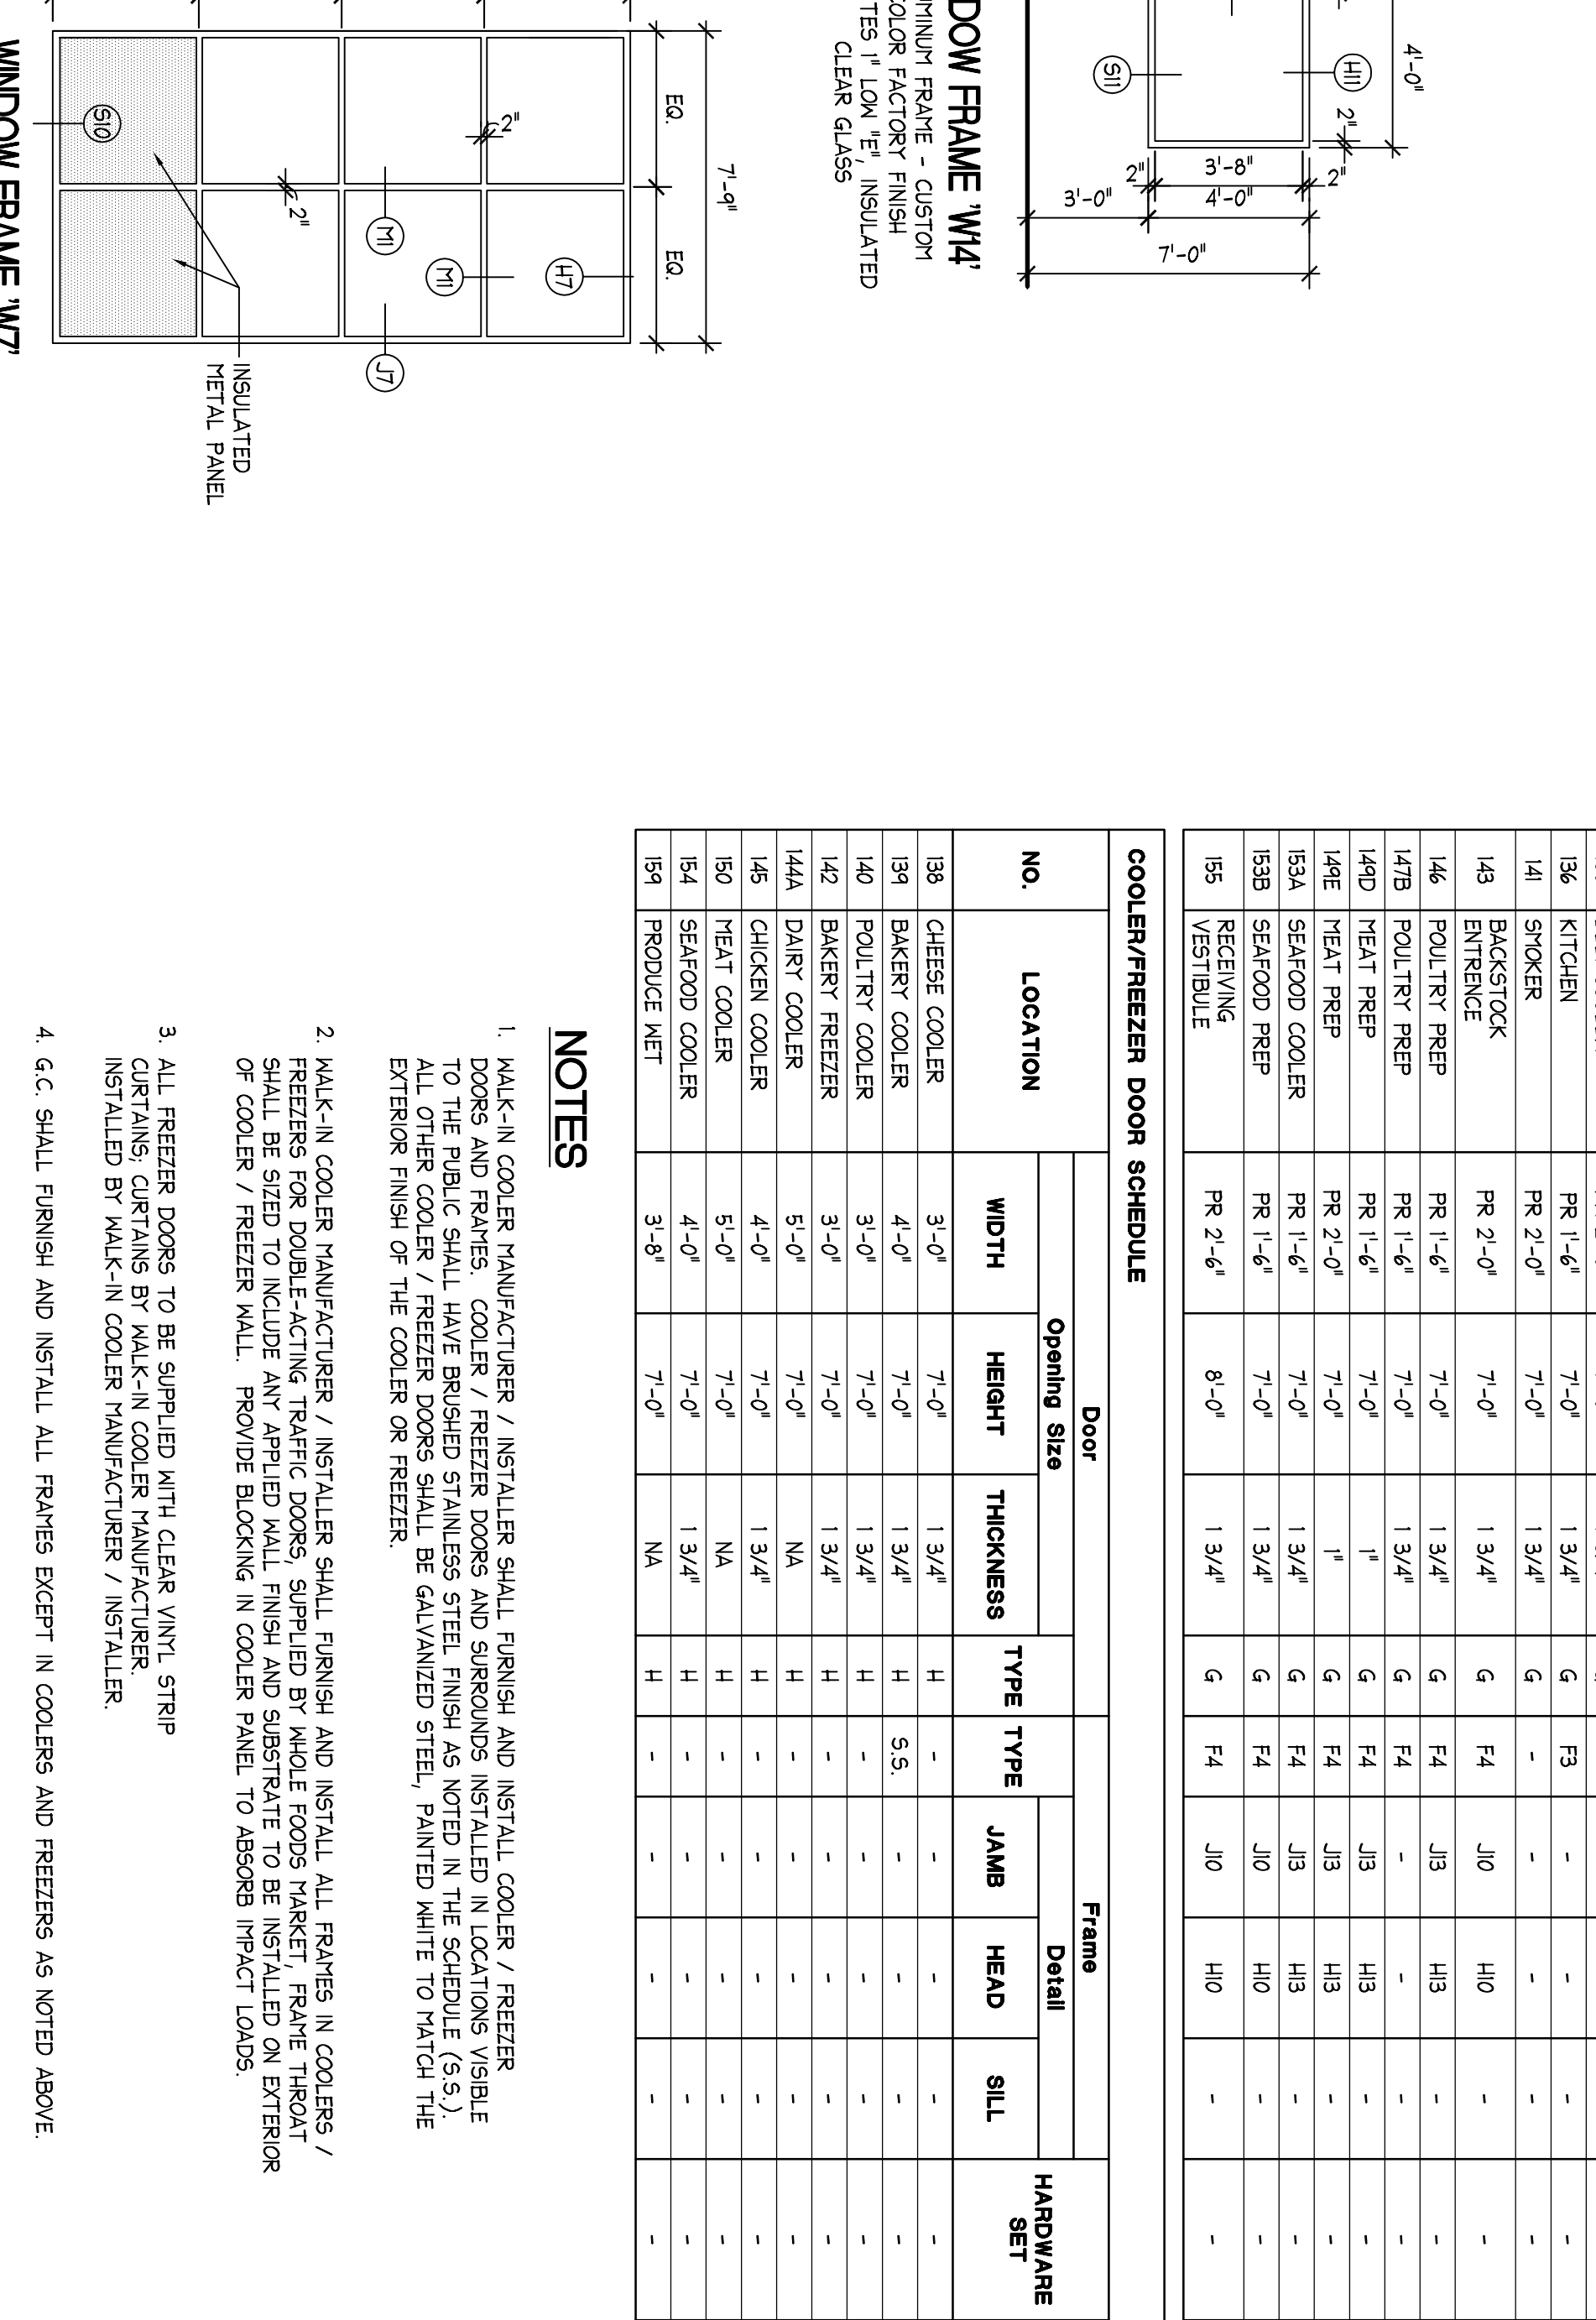 136 KITCHEN PR 1'-6" 7'-0" 1 3/4" G F3 - - - -
141 SMOKER PR 2'-0" 7'-0" 1 3/4" G - - - - -
143 BACKSTOCK ENTRENCE PR 2'-0" 7'-0" 1 3/4" G F4 J10 H10 - -
146 POULTRY PREP PR 1'-6" 7'-0" 1 3/4" G F4 J13 H13 - -
147B POULTRY PREP PR 1'-6" 7'-0" 1 3/4" G F4 - - - -
149D MEAT PREP PR 1'-6" 7'-0" 1" G F4 J13 H13 - -
149E MEAT PREP PR 2'-0" 7'-0" 1" G F4 J13 H13 - -
153A SEAFOOD COOLER PR 1'-6" 7'-0" 1 3/4" G F4 J13 H13 - -
153B SEAFOOD PREP PR 1'-6" 7'-0" 1 3/4" G F4 J10 H10 - -
155 RECEIVING VESTIBULE PR 2'-6" 8'-0" 1 3/4" G F4 J10 H10 - -
COOLER/FREEZER DOOR SCHEDULE
Door Frame
Opening Size Detail
NO. LOCATION WIDTH HEIGHT THICKNESS TYPE TYPE JAMB HEAD SILL HARDWARE SET
138 CHEESE COOLER 3'-0" 7'-0" 1 3/4" H - - - - -
139 BAKERY COOLER 4'-0" 7'-0" 1 3/4" H S.S. - - - -
140 POULTRY COOLER 3'-0" 7'-0" 1 3/4" H - - - - -
142 BAKERY FREEZER 3'-0" 7'-0" 1 3/4" H - - - - -
144A DAIRY COOLER 5'-0" 7'-0" NA H - - - - -
145 CHICKEN COOLER 4'-0" 7'-0" 1 3/4" H - - - - -
150 MEAT COOLER 5'-0" 7'-0" NA H - - - - -
154 SEAFOOD COOLER 4'-0" 7'-0" 1 3/4" H - - - - -
159 PRODUCE WET 3'-8" 7'-0" NA H - - - - -
NOTES
1. WALK-IN COOLER MANUFACTURER / INSTALLER SHALL FURNISH AND INSTALL COOLER / FREEZER
DOORS AND FRAMES. COOLER / FREEZER DOORS AND SURROUNDS INSTALLED IN LOCATIONS VISIBLE
TO THE PUBLIC SHALL HAVE BRUSHED STAINLESS STEEL FINISH AS NOTED IN THE SCHEDULE (S.S.).
ALL OTHER COOLER / FREEZER DOORS SHALL BE GALVANIZED STEEL, PAINTED WHITE TO MATCH THE
EXTERIOR FINISH OF THE COOLER OR FREEZER.
2. WALK-IN COOLER MANUFACTURER / INSTALLER SHALL FURNISH AND INSTALL ALL FRAMES IN COOLERS /
FREEZERS FOR DOUBLE-ACTING TRAFFIC DOORS, SUPPLIED BY WHOLE FOODS MARKET, FRAME THROAT
SHALL BE SIZED TO INCLUDE ANY APPLIED WALL FINISH AND SUBSTRATE TO BE INSTALLED ON EXTERIOR
OF COOLER / FREEZER WALL. PROVIDE BLOCKING IN COOLER PANEL TO ABSORB IMPACT LOADS.
3. ALL FREEZER DOORS TO BE SUPPLIED WITH CLEAR VINYL STRIP
CURTAINS; CURTAINS BY WALK-IN COOLER MANUFACTURER.
INSTALLED BY WALK-IN COOLER MANUFACTURER / INSTALLER.
4. G.C. SHALL FURNISH AND INSTALL ALL FRAMES EXCEPT IN COOLERS AND FREEZERS AS NOTED ABOVE.
4'-0"
2"
H11
S11
2"
3'-8"
2"
3'-0"
4'-0"
7'-0"
DOW FRAME 'W14'
MINUM FRAME - CUSTOM
COLOR FACTORY FINISH
TES 1" LOW "E", INSULATED
CLEAR GLASS
7'-9"
EQ. EQ.
2"
H7
M1
M1
J7
2"
S10
INSULATED
METAL PANEL
WINDOW FRAME 'W7'